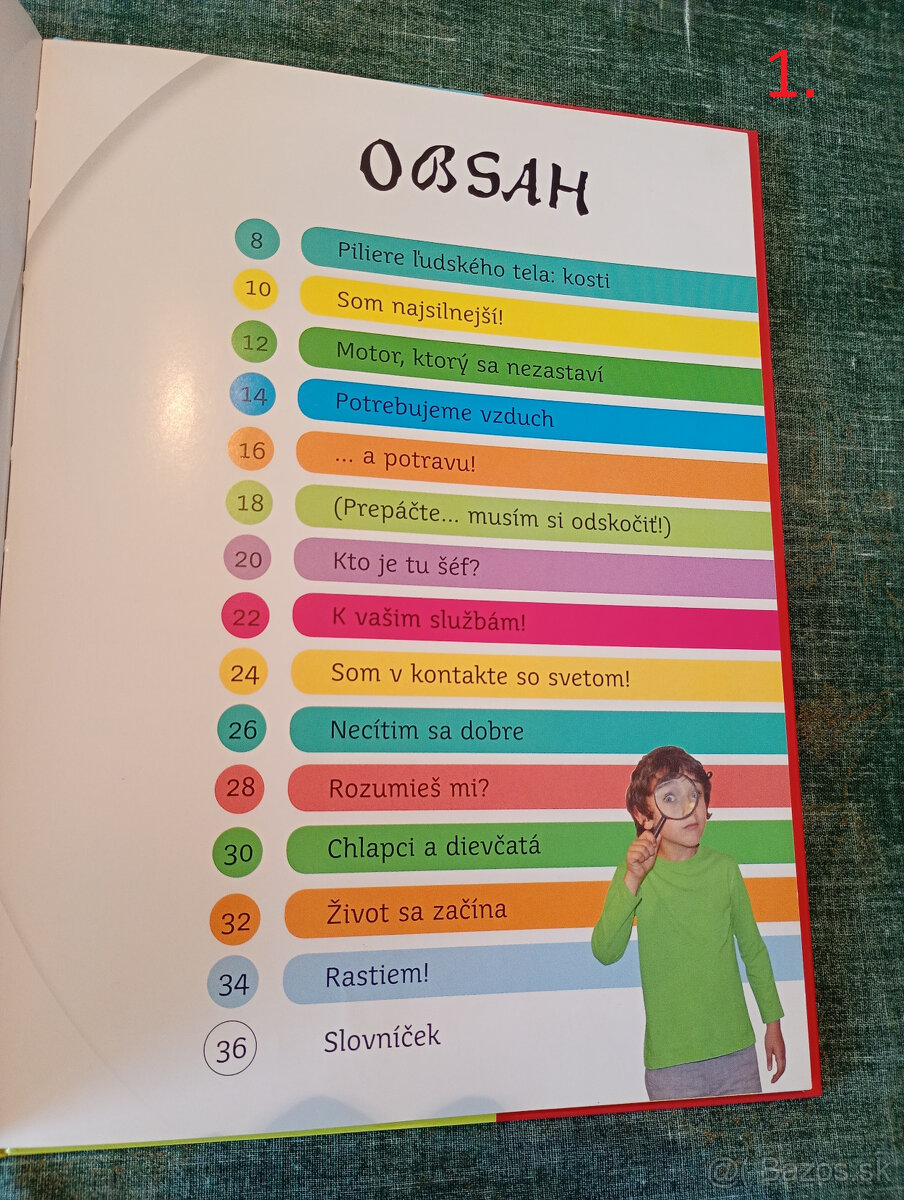 1.
OBSAH
8 Piliere ľudského tela: kosti
10 Som najsilnejší!
12 Motor, ktorý sa nezastaví
14 Potrebujeme vzduch
16 ... a potravu!
18 (Prepáčte... musím si odskočiť!)
20 Kto je tu šéf?
22 K vašim službám!
24 Som v kontakte so svetom!
26 Necítim sa dobre
28 Rozumieš mi?
30 Chlapci a dievčatá
32 Život sa začína
34 Rastiem!
36 Slovníček
Bazos.sk